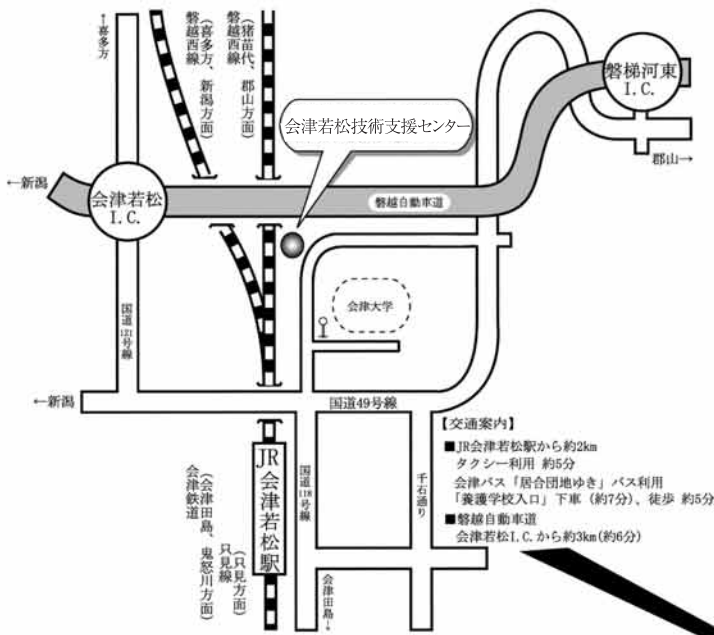 ←喜多方
磐越西線
(喜多方、新潟方面)
磐越西線
(猪苗代、郡山方面)
会津若松技術支援センター
磐梯河東
I.C.
郡山→
←新潟
会津若松
I.C.
磐越自動車道
会津大学
国道121号線
←新潟
国道49号線
JR会津若松駅
国道118号線
千石通り
会津鉄道
(会津田島、鬼怒川方面)
只見線
(只見方面)
会津田島→
【交通案内】
■JR会津若松駅から約2km
タクシー利用 約5分
会津バス「居合団地ゆき」バス利用
「養護学校入口」下車(約7分)、徒歩 約5分
■磐越自動車道
会津若松I.C.から約3km(約6分)